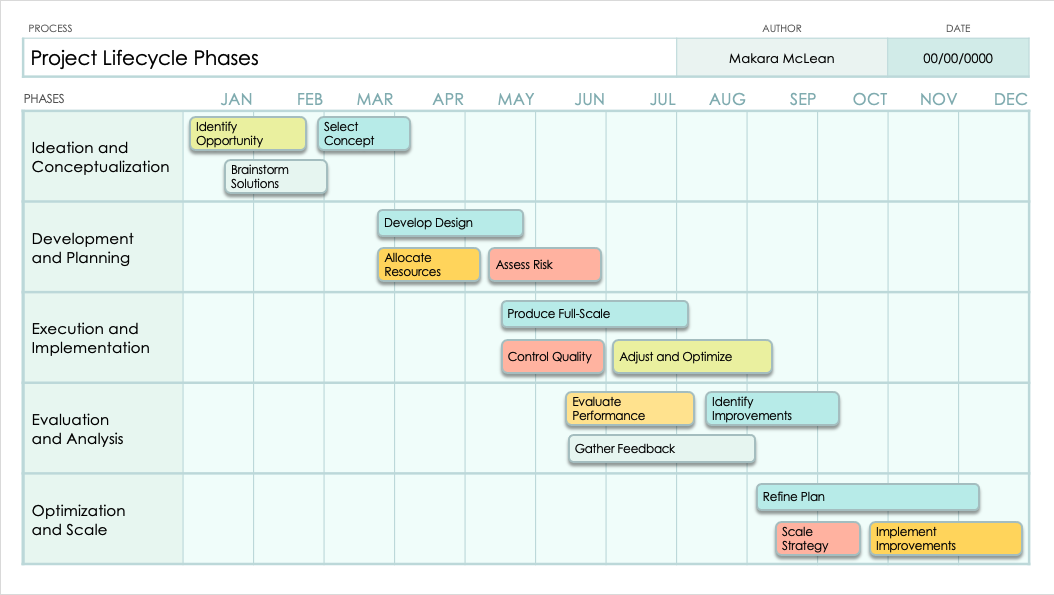 PROCESS
AUTHOR
DATE
Project Lifecycle Phases
Makara McLean
00/00/0000
PHASES
JAN
FEB
MAR
APR
MAY
JUN
JUL
AUG
SEP
OCT
NOV
DEC
Ideation and
Conceptualization
Identify
Opportunity
Select
Concept
Brainstorm
Solutions
Development
and Planning
Develop Design
Allocate
Resources
Assess Risk
Execution and
Implementation
Produce Full-Scale
Control Quality
Adjust and Optimize
Evaluation
and Analysis
Evaluate
Performance
Identify
Improvements
Gather Feedback
Optimization
and Scale
Refine Plan
Scale
Strategy
Implement
Improvements